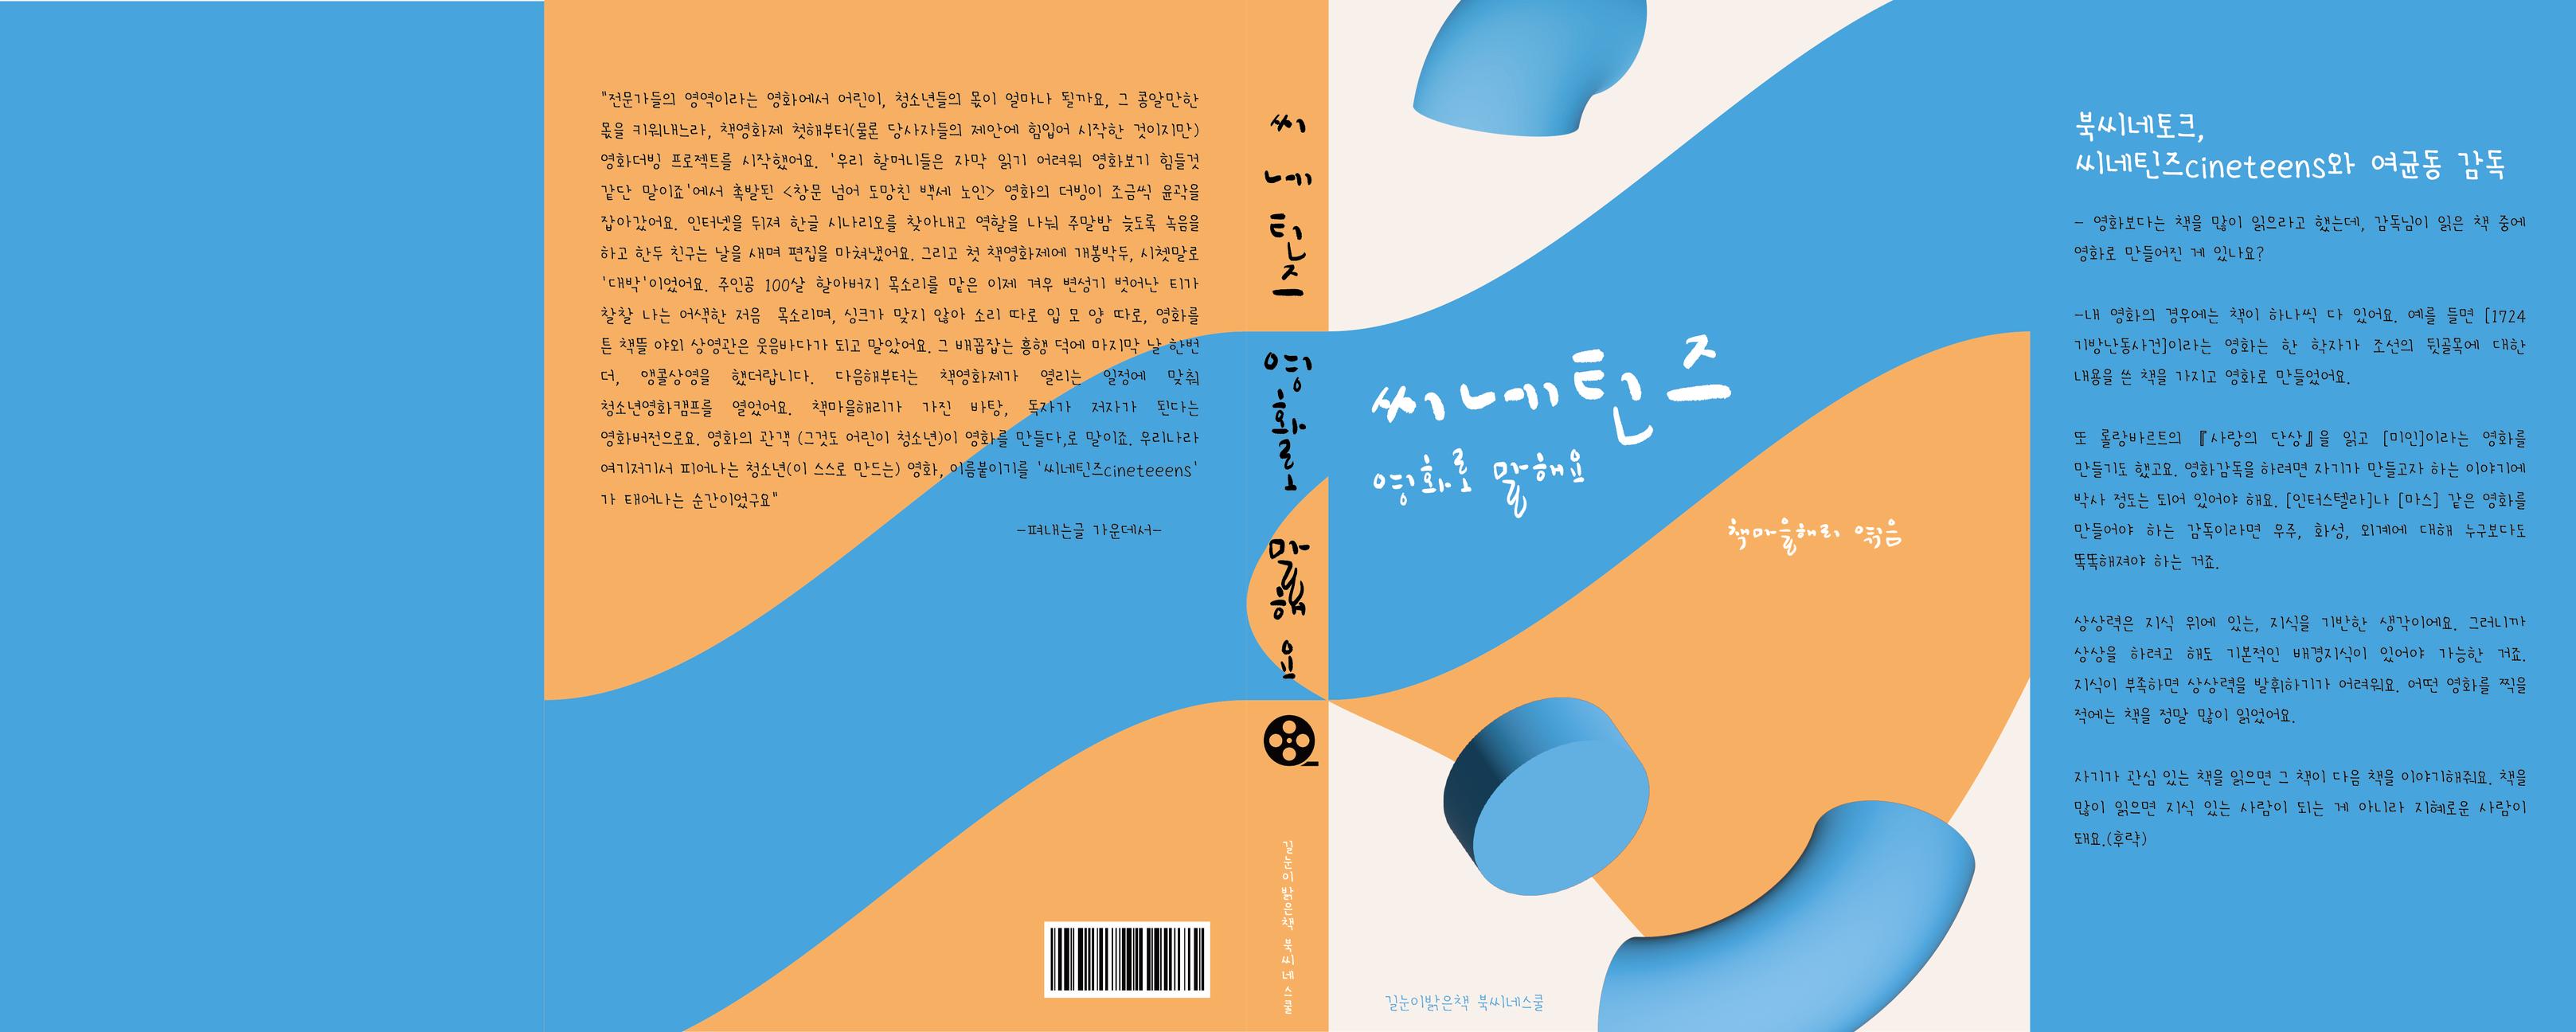 "전문가들의 영역이라는 영화에서 어린이, 청소년들의 몫이 얼마나 될까요, 그 콩알만한
몫을 키워내느라, 책영화제 첫해부터(물론 당사자들의 제안에 힘입어 시작한 것이지만)
영화더빙 프로젝트를 시작했어요. '우리 할머니들은 자막 읽기 어려워 영화보기 힘들것
같단 말이죠'에서 촉발된 <창문 넘어 도망친 백세 노인> 영화의 더빙이 조금씩 윤곽을
잡아갔어요. 인터넷을 뒤져 한글 시나리오를 찾아내고 역할을 나눠 주말밤 늦도록 녹음을
하고 한두 친구는 날을 새며 편집을 마쳐냈어요. 그리고 첫 책영화제에 개봉박두, 시쳇말로
'대박'이었어요. 주인공 100살 할아버지 목소리를 맡은 이제 겨우 변성기 벗어난 티가
찰찰 나는 어색한 저음 목소리며, 싱크가 맞지 않아 소리 따로 입 모 양 따로, 영화를
튼 책뜰 야외 상영관은 웃음바다가 되고 말았어요. 그 배꼽잡는 흥행 덕에 마지막 날 한번
더, 앵콜상영을 했더랍니다. 다음해부터는 책영화제가 열리는 일정에 맞춰
청소년영화캠프를 열었어요. 책마을해리가 가진 바탕, 독자가 저자가 된다는
영화버전으로요. 영화의 관객 (그것도 어린이 청소년)이 영화를 만들다,로 말이죠. 우리나라
여기저기서 피어나는 청소년(이 스스로 만드는) 영화, 이름붙이기를 '씨네틴즈cineteeens'
가 태어나는 순간이었구요"
-펴내는글 가운데서-
씨네틴즈 영화로 말해요
길눈이밝은책 북씨네스쿨
씨네틴즈
영화로 말해요
책마을해리 엮음
길눈이밝은책 북씨네스쿨
북씨네토크,
씨네틴즈cineteens와 여균동 감독
- 영화보다는 책을 많이 읽으라고 했는데, 감독님이 읽은 책 중에
영화로 만들어진 게 있나요?
-내 영화의 경우에는 책이 하나씩 다 있어요. 예를 들면 [1724
기방난동사건]이라는 영화는 한 학자가 조선의 뒷골목에 대한
내용을 쓴 책을 가지고 영화로 만들었어요.
또 롤랑바르트의 『사랑의 단상』을 읽고 [미인]이라는 영화를
만들기도 했고요. 영화감독을 하려면 자기가 만들고자 하는 이야기에
박사 정도는 되어 있어야 해요. [인터스텔라]나 [마스] 같은 영화를
만들어야 하는 감독이라면 우주, 화성, 외계에 대해 누구보다도
똑똑해져야 하는 거죠.
상상력은 지식 위에 있는, 지식을 기반한 생각이에요. 그러니까
상상을 하려고 해도 기본적인 배경지식이 있어야 가능한 거죠.
지식이 부족하면 상상력을 발휘하기가 어려워요. 어떤 영화를 찍을
적에는 책을 정말 많이 읽었어요.
자기가 관심 있는 책을 읽으면 그 책이 다음 책을 이야기해줘요. 책을
많이 읽으면 지식 있는 사람이 되는 게 아니라 지혜로운 사람이
돼요.(후략)